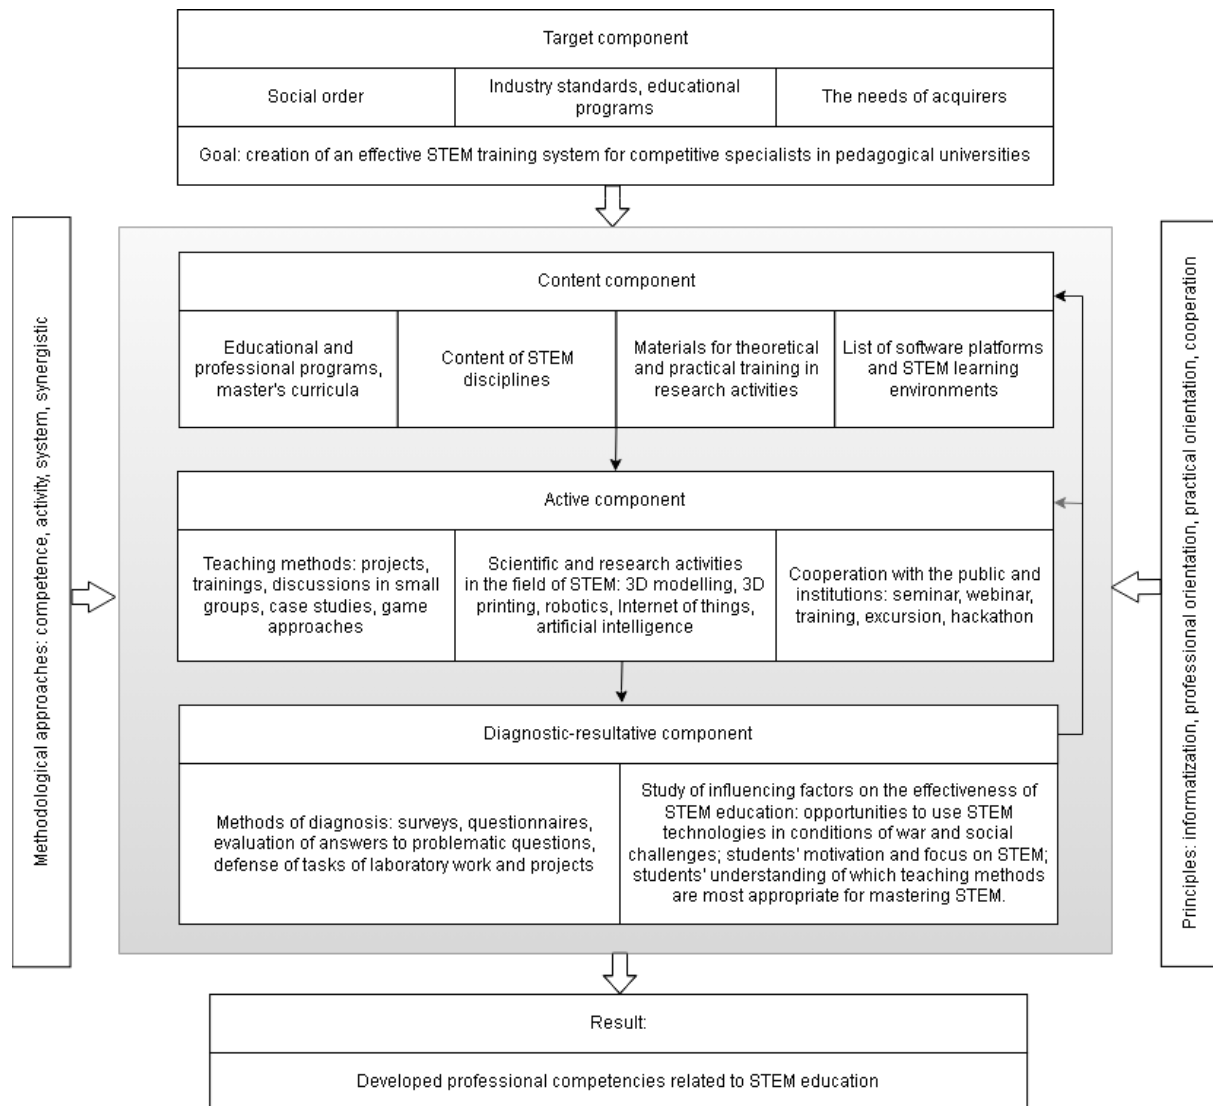 Target component
Social order
Industry standards, educational
programs
The needs of acquirers
Goal: creation of an effective STEM training system for competitive specialists in pedagogical universities
Methodological approaches: competence, activity, system, synergistic
Content component
Educational and
professional programs,
master's curricula
Content of STEM
disciplines
Materials for theoretical
and practical training in
research activities
List of software platforms
and STEM learning
environments
Active component
Teaching methods: projects,
trainings, discussions in small
groups, case studies, game
approaches
Scientific and research activities
in the field of STEM: 3D modelling, 3D
printing, robotics, Internet of things,
artificial intelligence
Cooperation with the public and
institutions: seminar, webinar,
training, excursion, hackathon
Diagnostic-resultative component
Methods of diagnosis: surveys, questionnaires,
evaluation of answers to problematic questions,
defense of tasks of laboratory work and projects
Study of influencing factors on the effectiveness of
STEM education: opportunities to use STEM
technologies in conditions of war and social
challenges; students' motivation and focus on STEM;
students' understanding of which teaching methods
are most appropriate for mastering STEM.
Principles: informatization, professional orientation, practical orientation, cooperation
Result:
Developed professional competencies related to STEM education